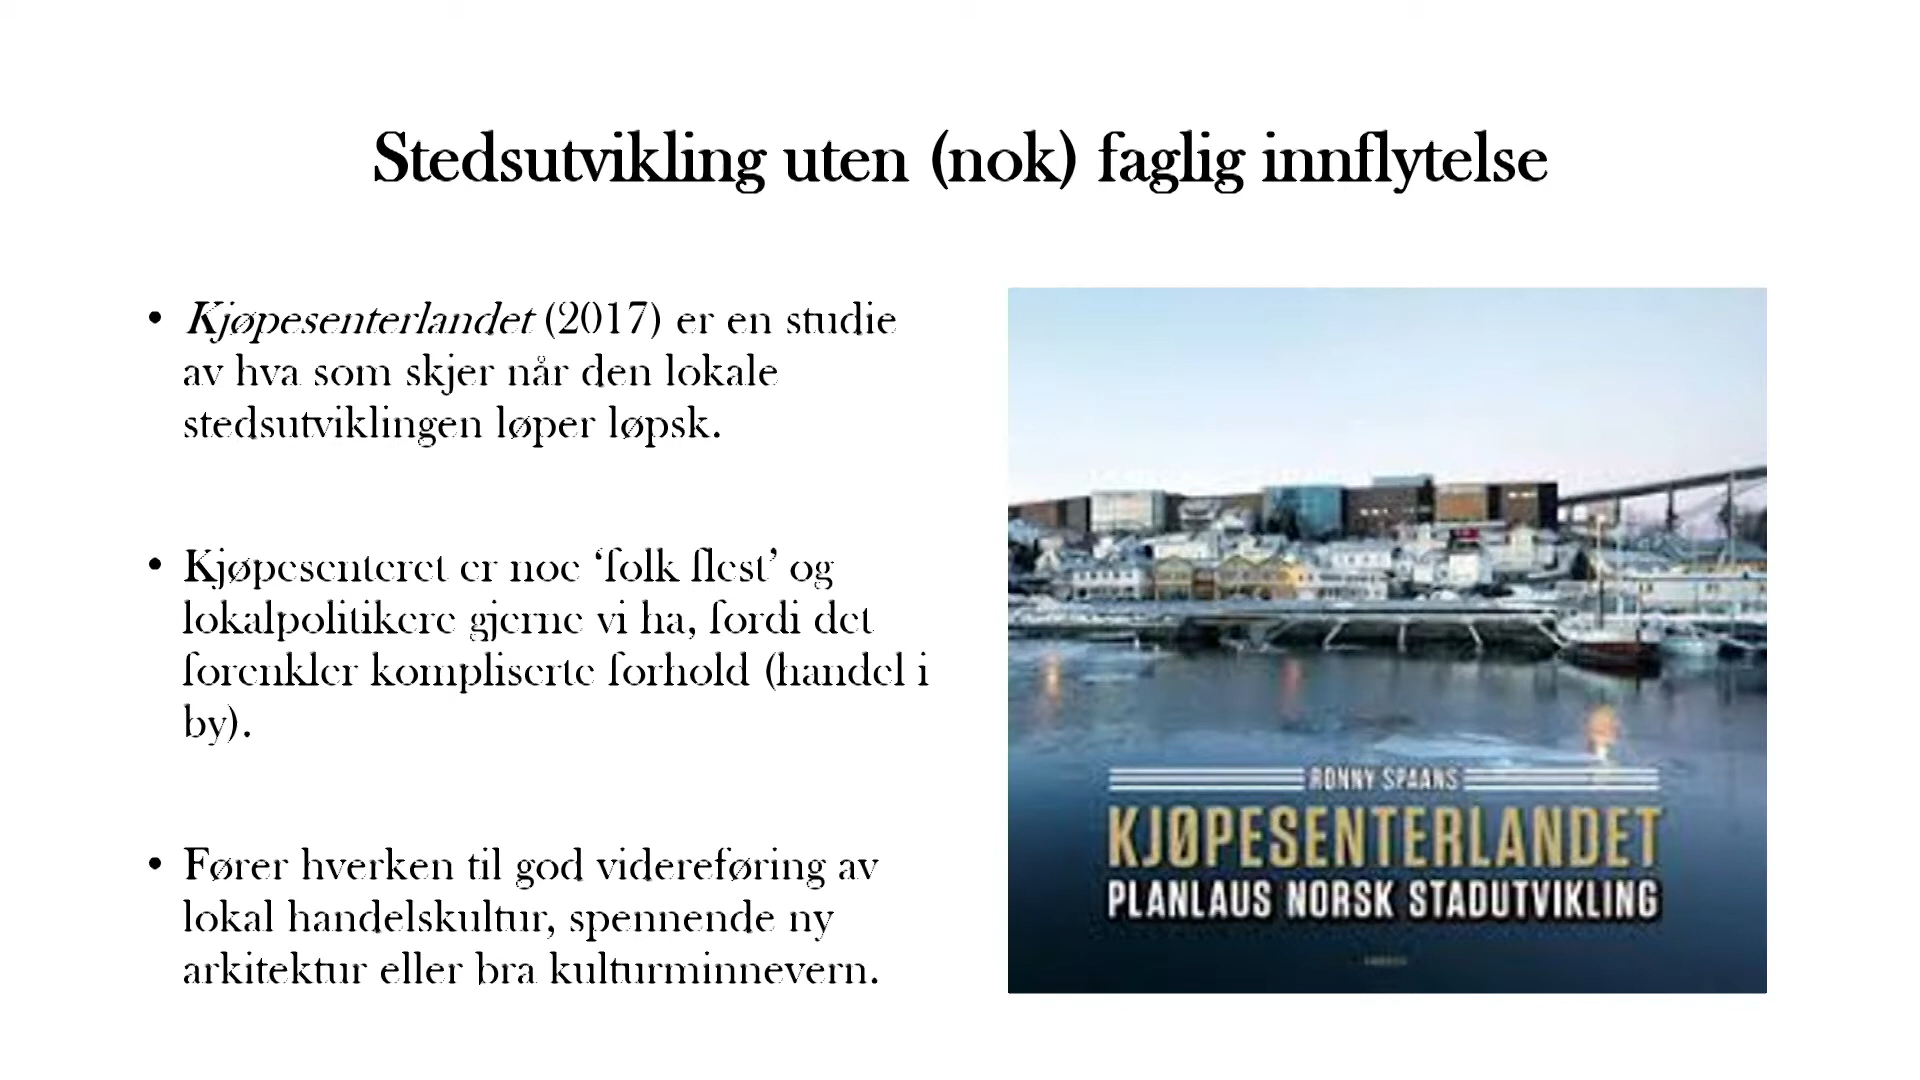 Stedsutvikling uten (nok) faglig innflytelse
• Kjøpesenterlandet (2017) er en studie
av hva som skjer når den lokale
stedsutviklingen løper løpsk.
• Kjøpesenteret er noe ‘folk flest’ og
lokalpolitikere gjerne vi ha, fordi det
forenkler kompliserte forhold (handel i
by).
• Fører hverken til god videreføring av
lokal handelskultur, spennende ny
arkitektur eller bra kulturminnevern.
RONNY SPAANS
KJØPESENTERLANDET
PLANLAUS NORSK STADUTVIKLING